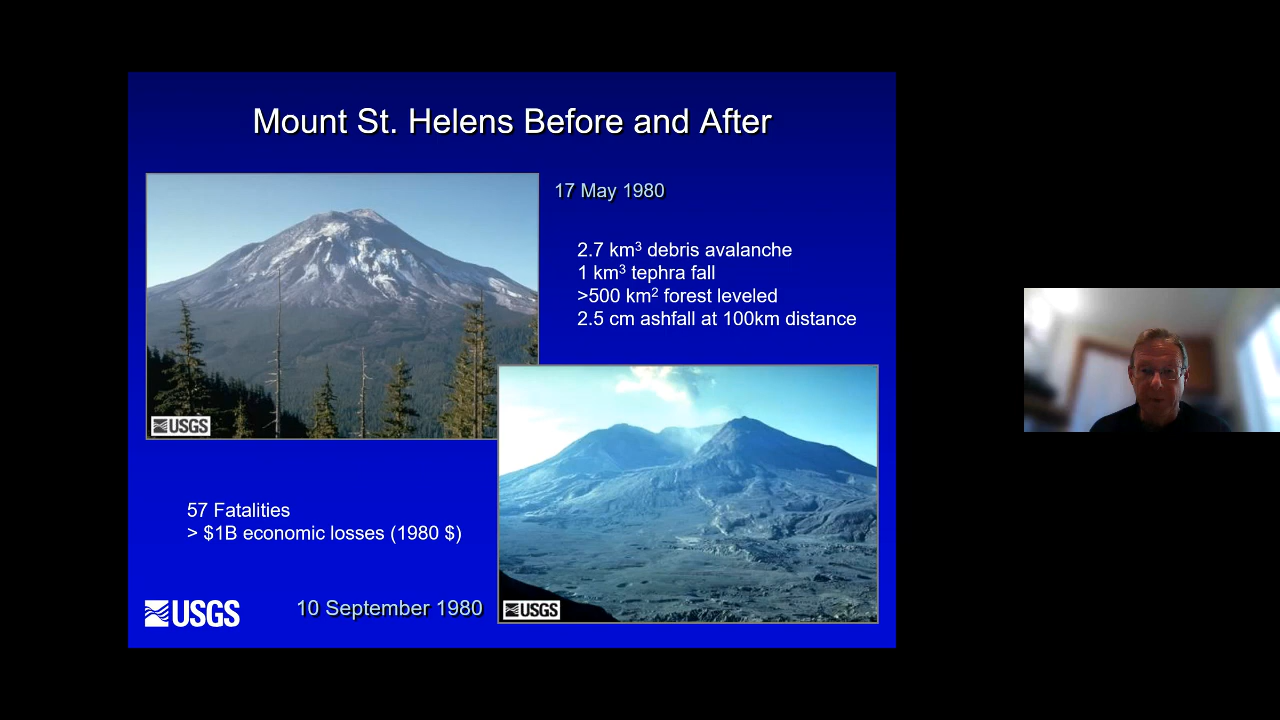 Mount St. Helens Before and After
17 May 1980
2.7 km³ debris avalanche
1 km³ tephra fall
>500 km² forest leveled
2.5 cm ashfall at 100km distance
USGS
57 Fatalities
> $1B economic losses (1980 $)
USGS
10 September 1980
USGS